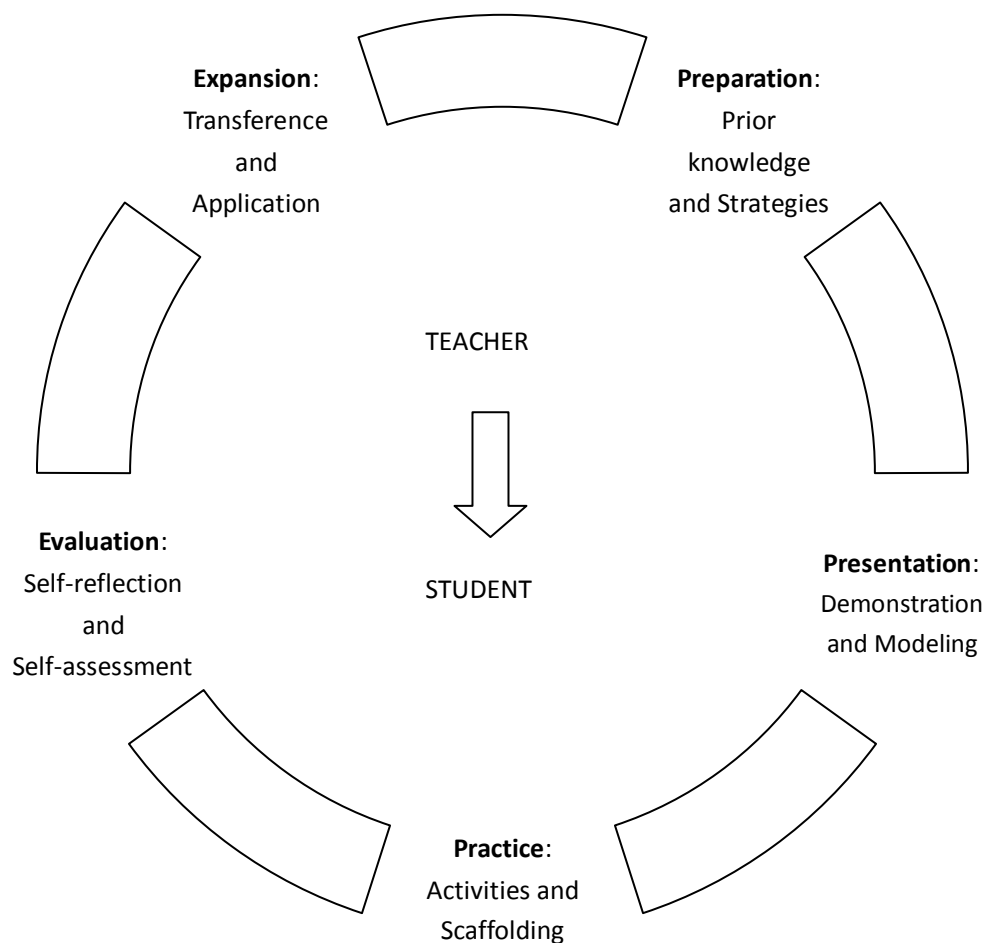 Expansion:
Transference
and
Application
Preparation:
Prior
knowledge
and Strategies
TEACHER
STUDENT
Evaluation:
Self-reflection
and
Self-assessment
Presentation:
Demonstration
and Modeling
Practice:
Activities and
Scaffolding